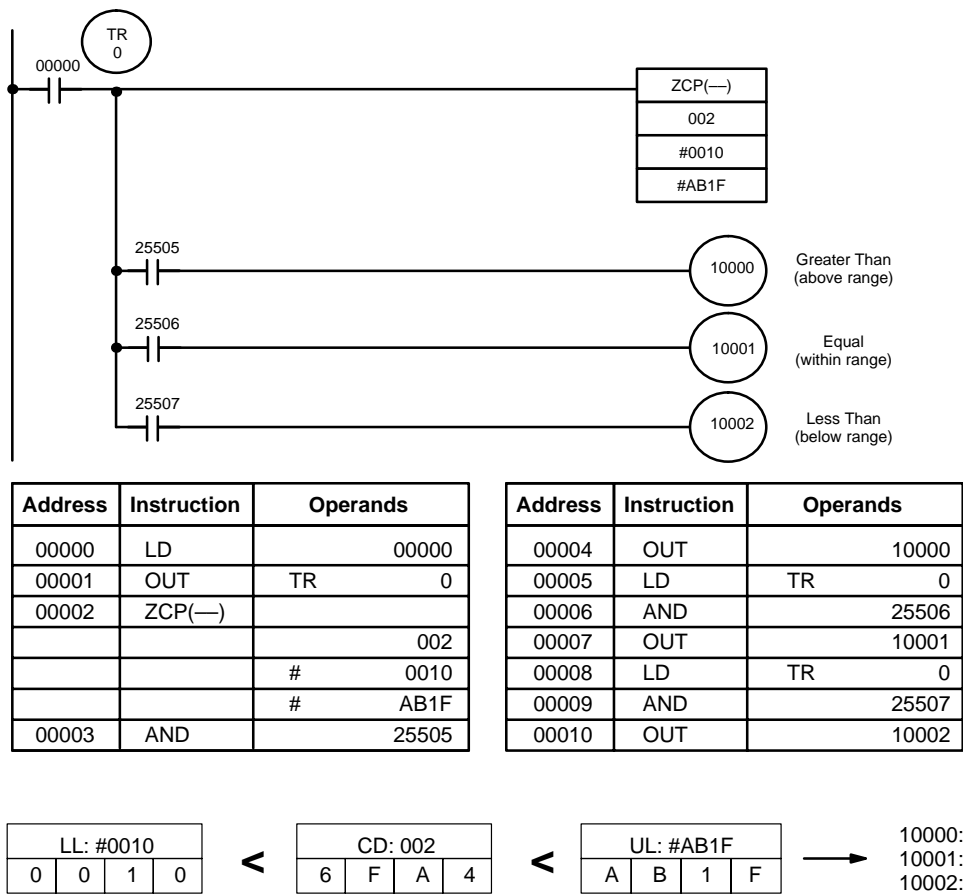 TR
0
00000
ZCP(––)
002
#0010
#AB1F
25505
10000
Greater Than
(above range)
25506
10001
Equal
(within range)
25507
10002
Less Than
(below range)
Address Instruction Operands
00000 LD 00000
00001 OUT TR 0
00002 ZCP(––)
002
# 0010
# AB1F
00003 AND 25505
Address Instruction Operands
00004 OUT 10000
00005 LD TR 0
00006 AND 25506
00007 OUT 10001
00008 LD TR 0
00009 AND 25507
00010 OUT 10002
LL: #0010
0 0 1 0
<
CD: 002
6 F A 4
<
UL: #AB1F
A B 1 F
10000:
10001:
10002: